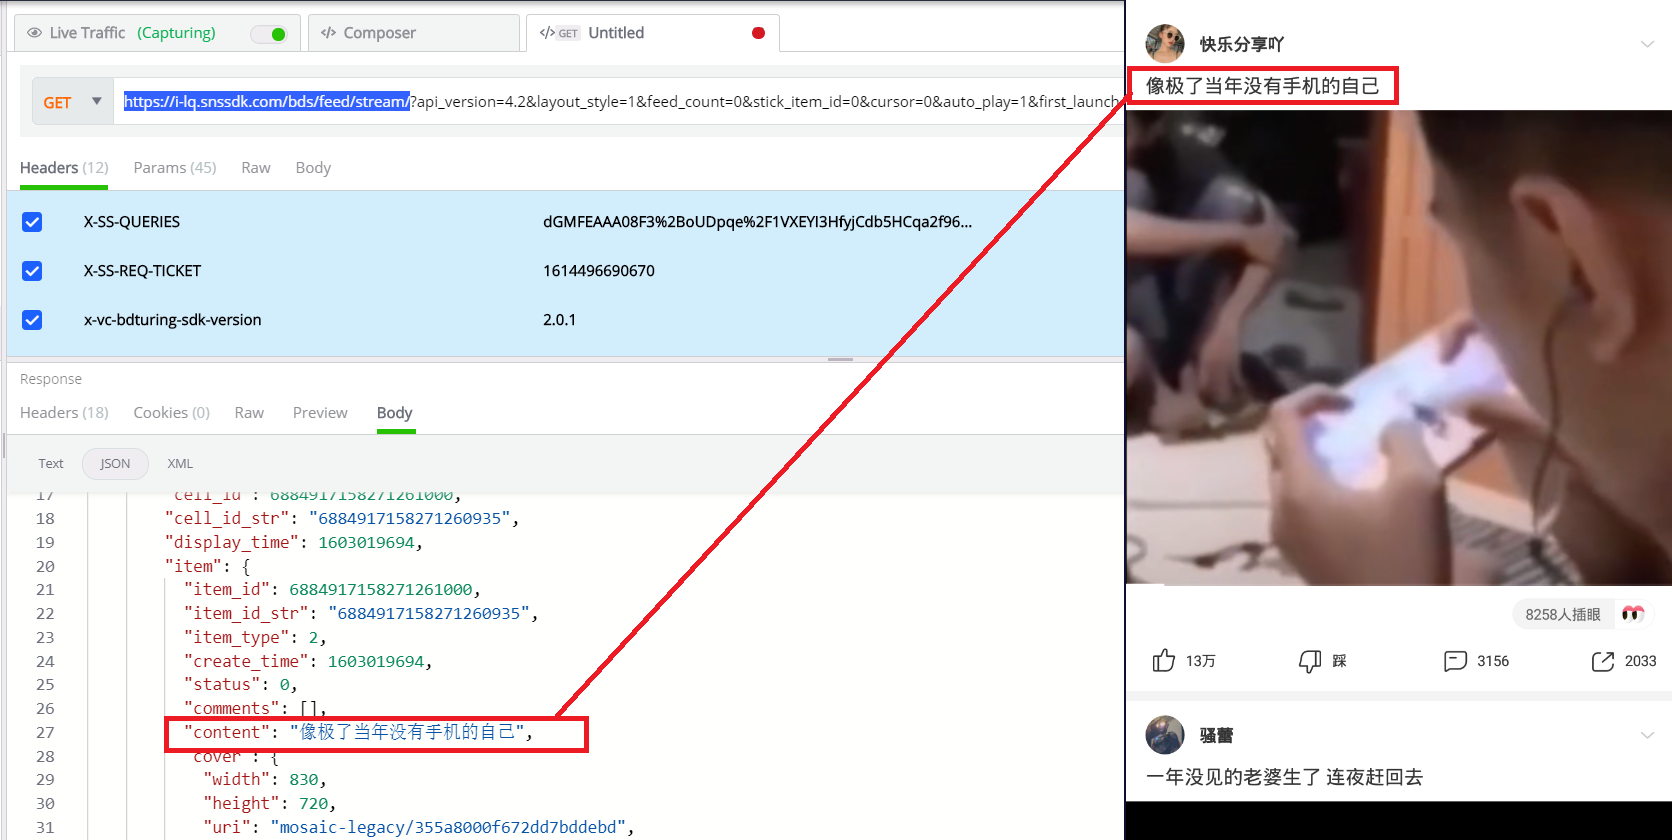 Live Traffic (Capturing)
Composer
GET Untitled
GET
https://i-lq.snssdk.com/bds/feed/stream/?api_version=4.2&layout_style=1&feed_count=0&stick_item_id=0&cursor=0&auto_play=1&first_launch
Headers (12) Params (45) Raw Body
X-SS-QUERIES dGMFEAAA08F3%2BoUDpqe%2F1VXEYI3HfyjCdb5HCqa2f96...
X-SS-REQ-TICKET 1614496690670
x-vc-bdturing-sdk-version 2.0.1
Response
Headers (18) Cookies (0) Raw Preview Body
Text JSON XML
17 "cell_id": 6884917158271261000,
18 "cell_id_str": "6884917158271260935",
19 "display_time": 1603019694,
20 "item": {
21 "item_id": 6884917158271261000,
22 "item_id_str": "6884917158271260935",
23 "item_type": 2,
24 "create_time": 1603019694,
25 "status": 0,
26 "comments": [],
27 "content": "像极了当年没有手机的自己",
28 "cover": {
29 "width": 830,
30 "height": 720,
31 "uri": "mosaic-legacy/355a8000f672dd7bddebd",
快乐分享吖
像极了当年没有手机的自己
8258人插眼
13万 踩 3156 2033
骚蕾
一年没见的老婆生了 连夜赶回去